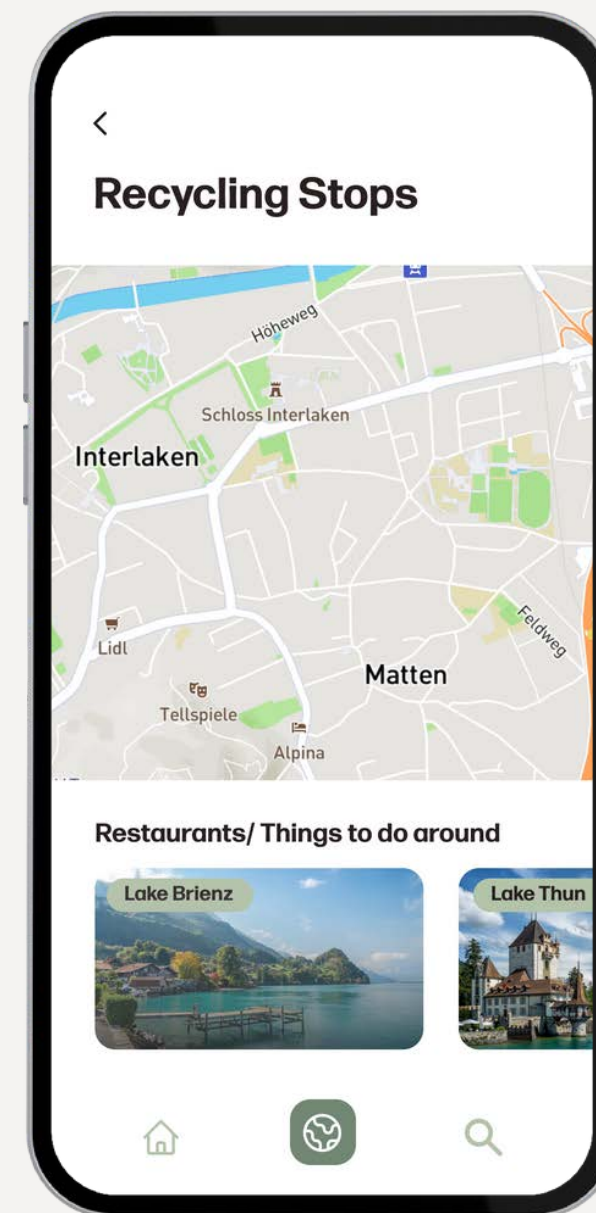 Recycling Stops
Höheweg
Schloss Interlaken
Interlaken
Feldweg
Lidl
Matten
Tellspiele
Alpina
Restaurants/ Things to do around
Lake Brienz
Lake Thun